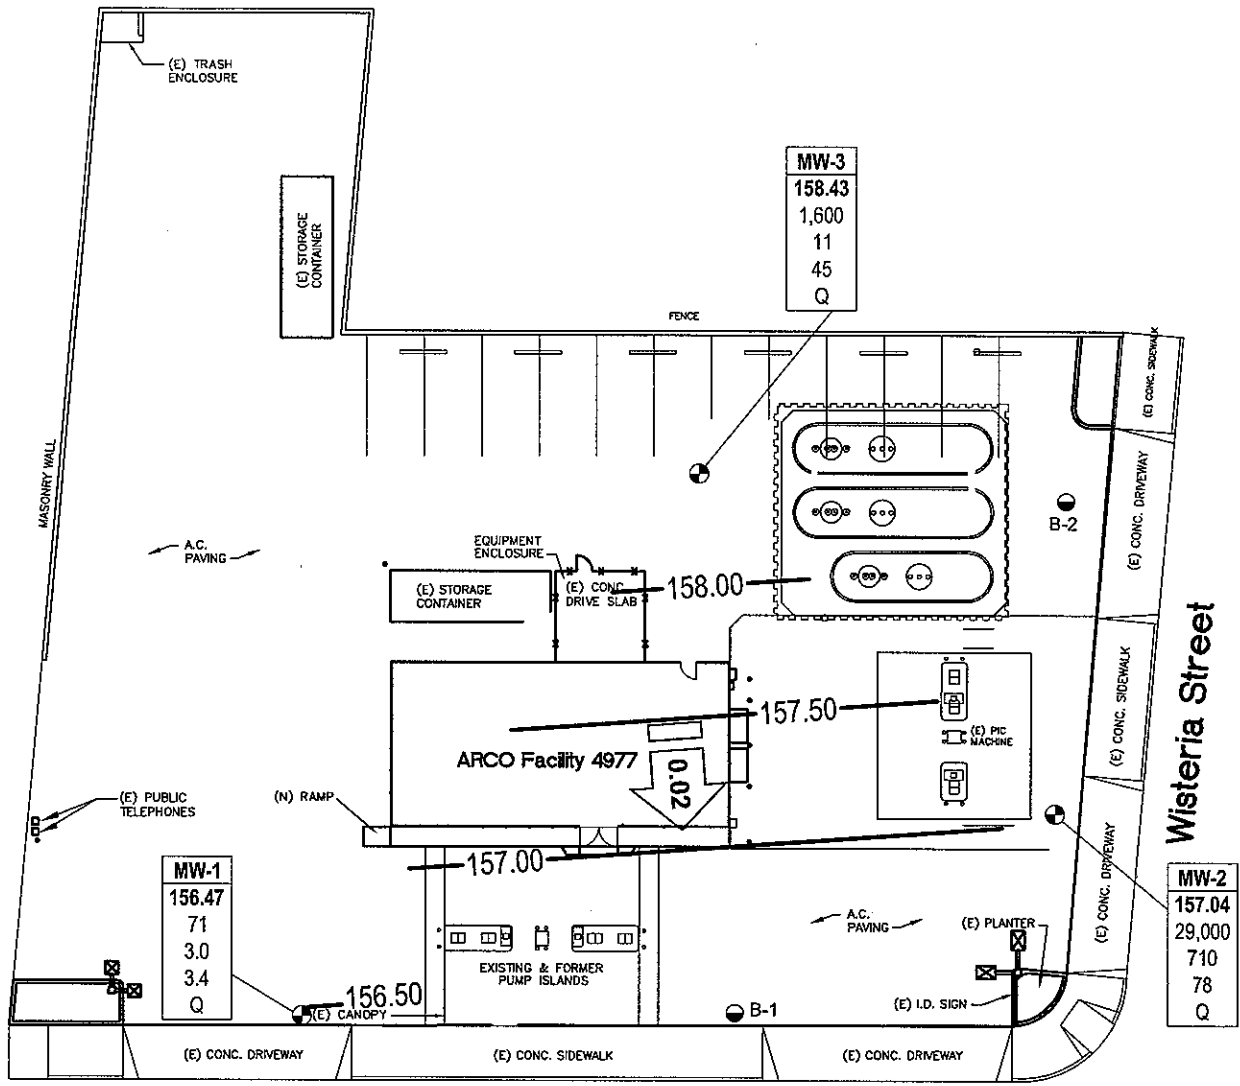 (E) TRASH
ENCLOSURE
(E) STORAGE
CONTAINER
MW-3
158.43
1,600
11
45
Q
FENCE
(E) CONC. SIDEWALK
MASONRY WALL
A.C.
PAVING
EQUIPMENT
ENCLOSURE
(E) STORAGE
CONTAINER
(E) CONC.
DRIVE SLAB
158.00
B-2
(E) CONC. DRIVEWAY
157.50
(E) CONC. SIDEWALK
Wisteria Street
(E) PIC
MACHINE
ARCO Facility 4977
0.02
(E) PUBLIC
TELEPHONES
(N) RAMP
157.00
MW-1
156.47
71
3.0
3.4
Q
MW-2
157.04
29,000
710
78
Q
(E) CONC. DRIVEWAY
A.C.
PAVING
(E) PLANTER
EXISTING & FORMER
PUMP ISLANDS
156.50
(E) CANOPY
B-1
(E) I.D. SIGN
(E) CONC. DRIVEWAY
(E) CONC. SIDEWALK
(E) CONC. DRIVEWAY